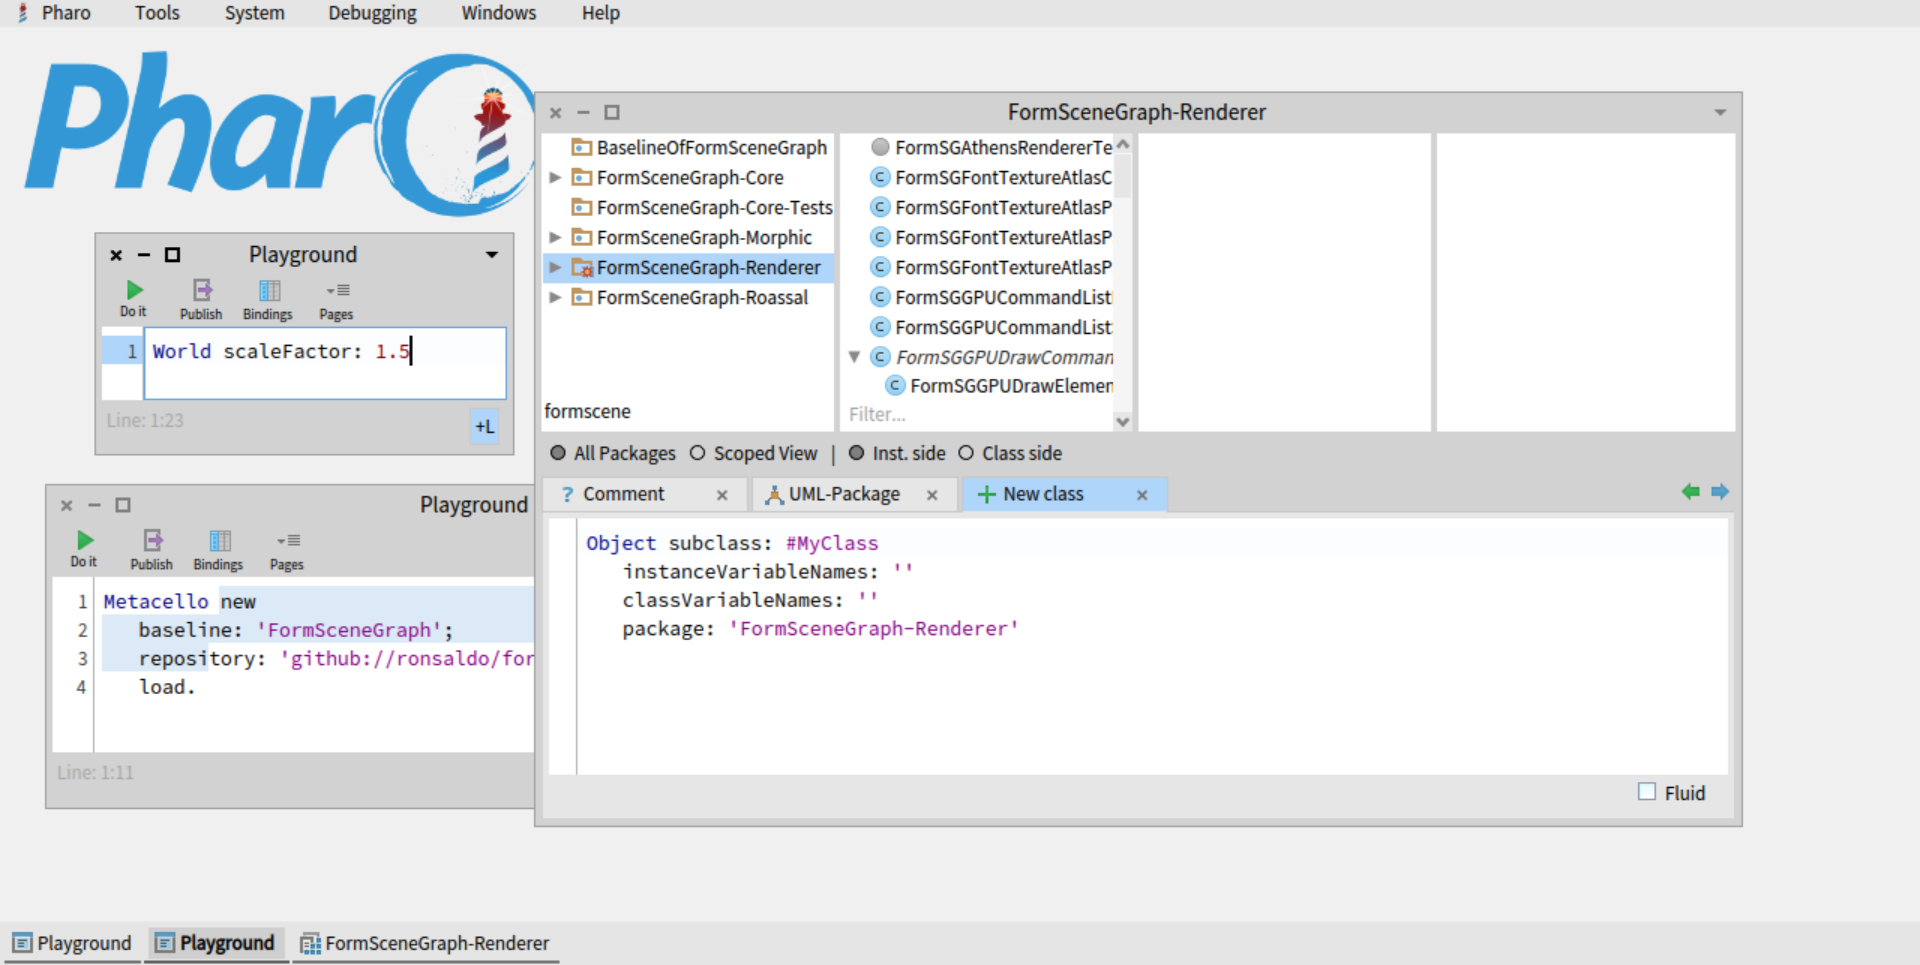 Pharo Tools System Debugging Windows Help
Pharo
Playground
Do it Publish Bindings Pages
1 World scaleFactor: 1.5
Line: 1:23
+L
Playground
Do it Publish Bindings Pages
1 Metacello new
2 baseline: 'FormSceneGraph';
3 repository: 'github://ronsaldo/for
4 load.
Line: 1:11
FormSceneGraph-Renderer
BaselineOfFormSceneGraph
FormSceneGraph-Core
FormSceneGraph-Core-Tests
FormSceneGraph-Morphic
FormSceneGraph-Renderer
FormSceneGraph-Roassal
formscene
FormSGAthensRendererTe
FormSGFontTextureAtlasC
FormSGFontTextureAtlasP
FormSGFontTextureAtlasP
FormSGFontTextureAtlasP
FormSGGPUCommandList
FormSGGPUCommandList
FormSGGPUDrawComman
FormSGGPUDrawElemen
Filter...
All Packages Scoped View | Inst. side Class side
? Comment UML-Package New class
Object subclass: #MyClass
instanceVariableNames: ''
classVariableNames: ''
package: 'FormSceneGraph-Renderer'
Fluid
Playground Playground FormSceneGraph-Renderer